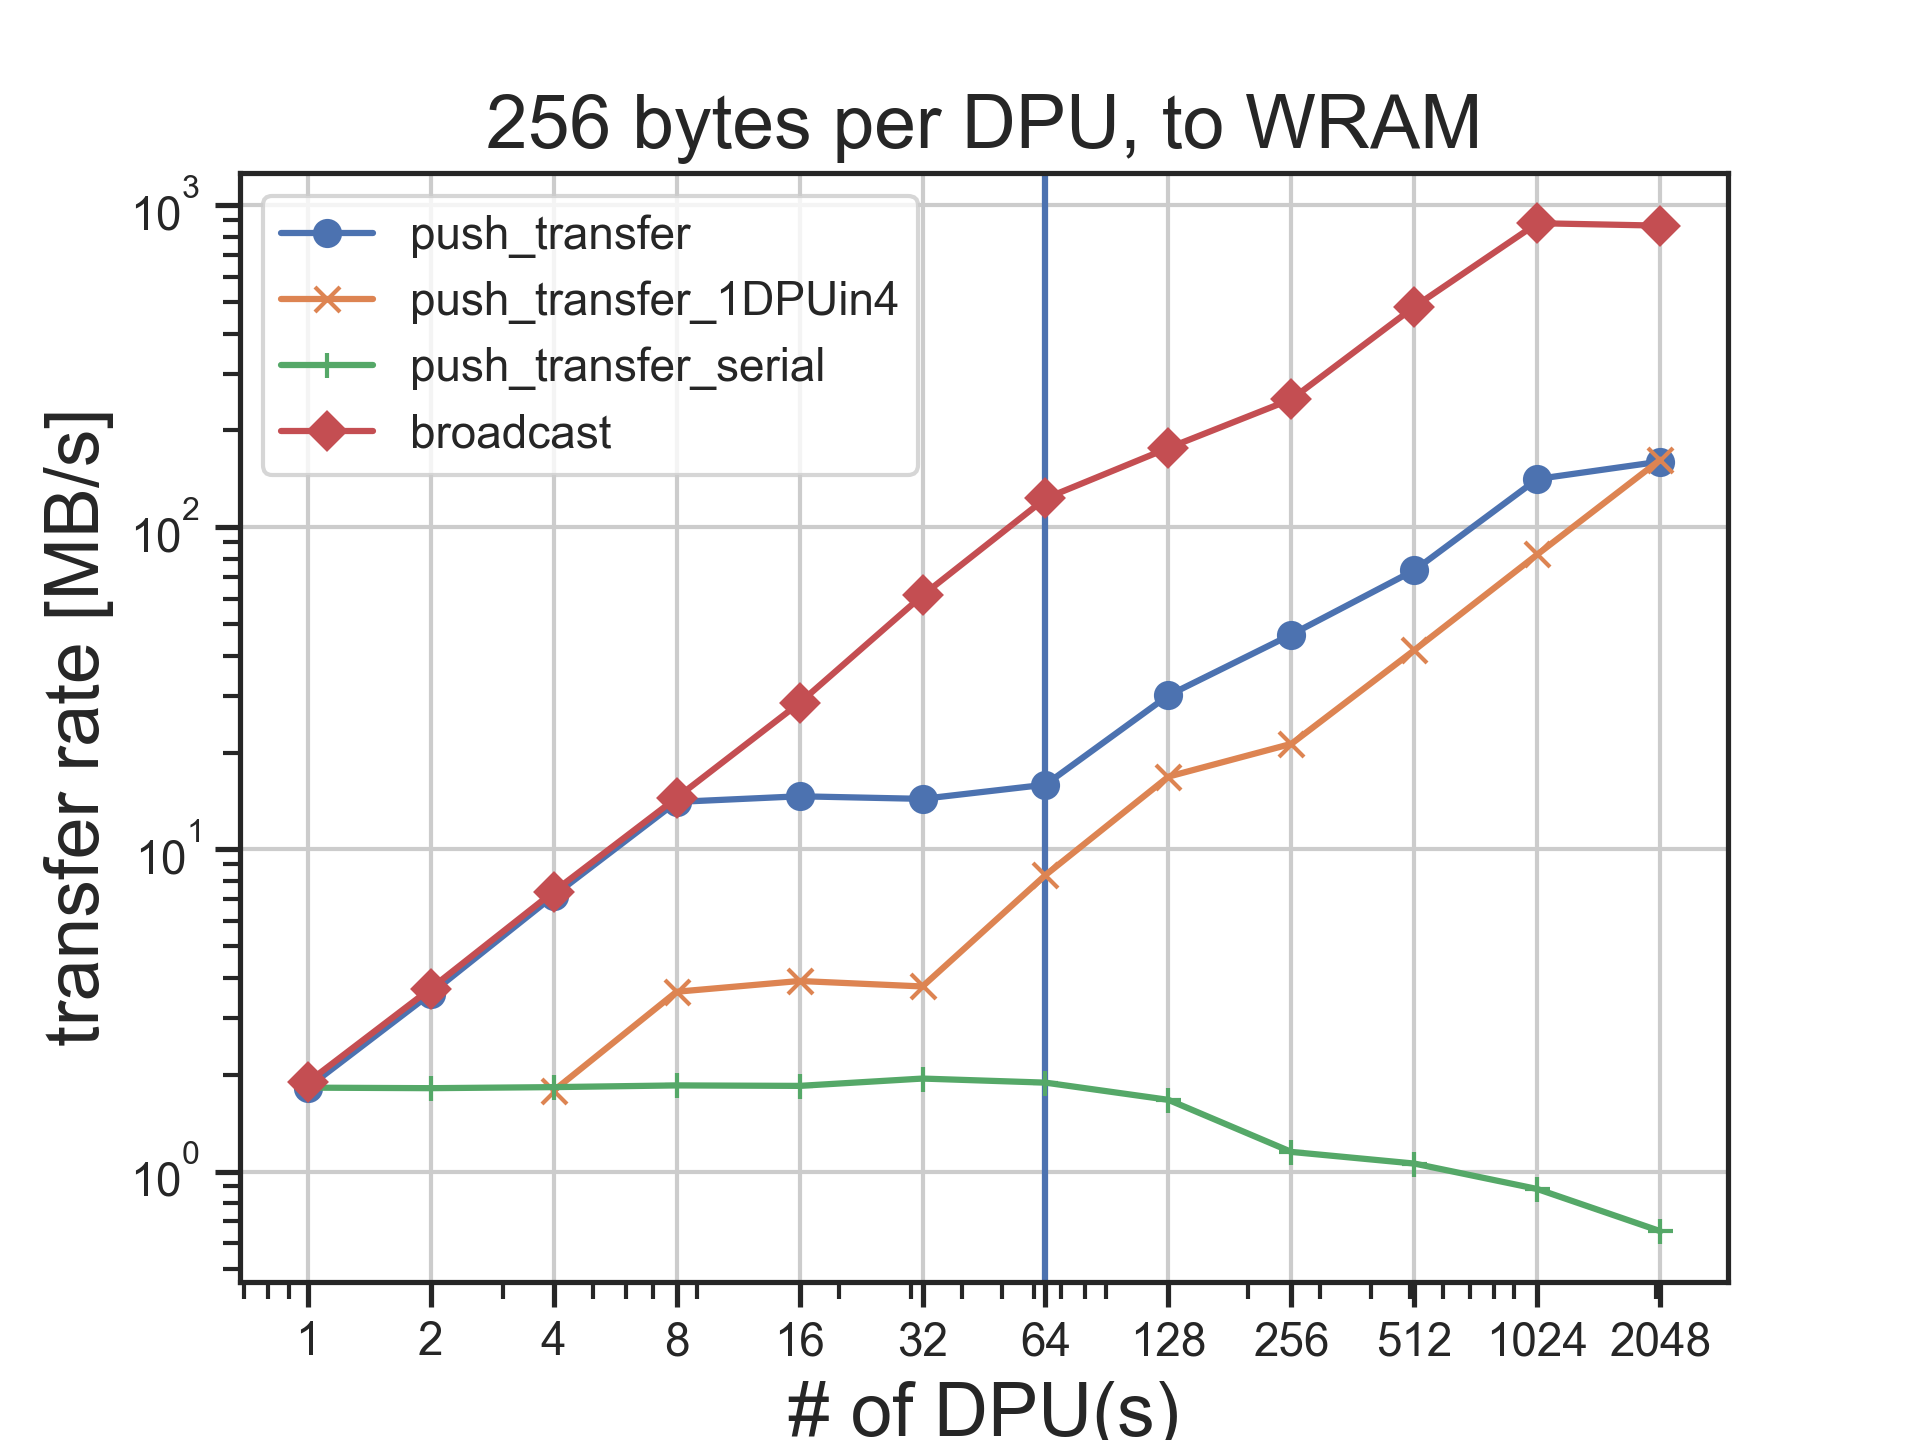 256 bytes per DPU, to WRAM
push_transfer
push_transfer_1DPUin4
push_transfer_serial
broadcast
transfer rate [MB/s]
10³
10²
10¹
10⁰
1 2 4 8 16 32 64 128 256 512 1024 2048
# of DPU(s)